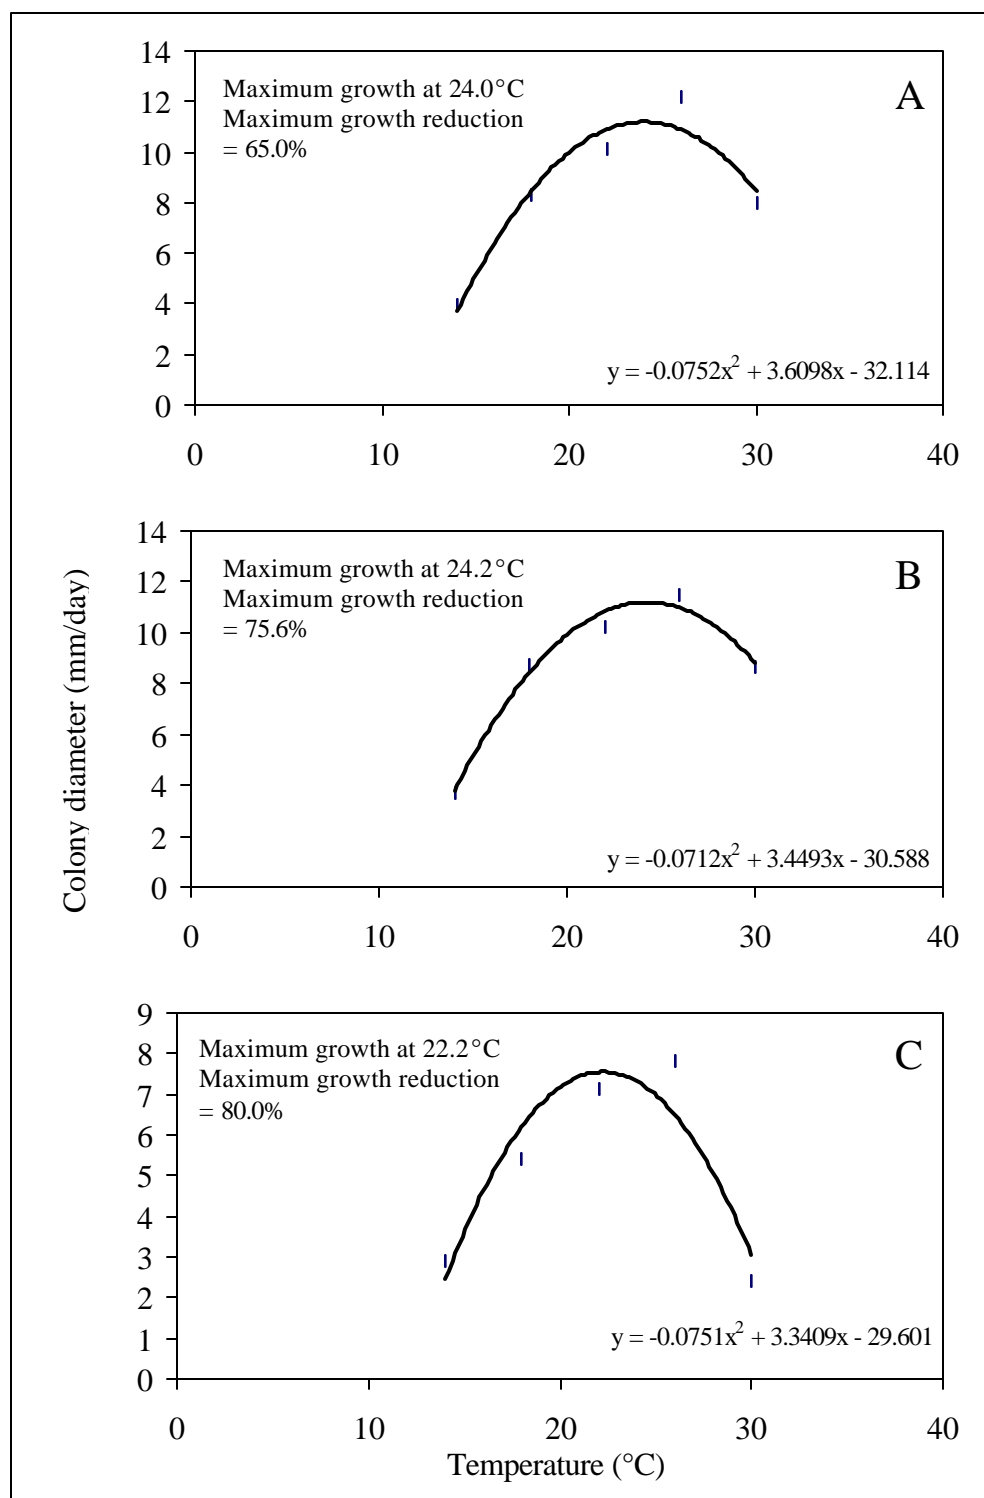 14
12
10
8
6
4
2
0
Maximum growth at 24.0°C
Maximum growth reduction
= 65.0%
A
y = -0.0752x² + 3.6098x - 32.114
0 10 20 30 40
Colony diameter (mm/day)
14
12
10
8
6
4
2
0
Maximum growth at 24.2°C
Maximum growth reduction
= 75.6%
B
y = -0.0712x² + 3.4493x - 30.588
0 10 20 30 40
9
8
7
6
5
4
3
2
1
0
Maximum growth at 22.2°C
Maximum growth reduction
= 80.0%
C
y = -0.0751x² + 3.3409x - 29.601
0 10 20 30 40
Temperature (°C)